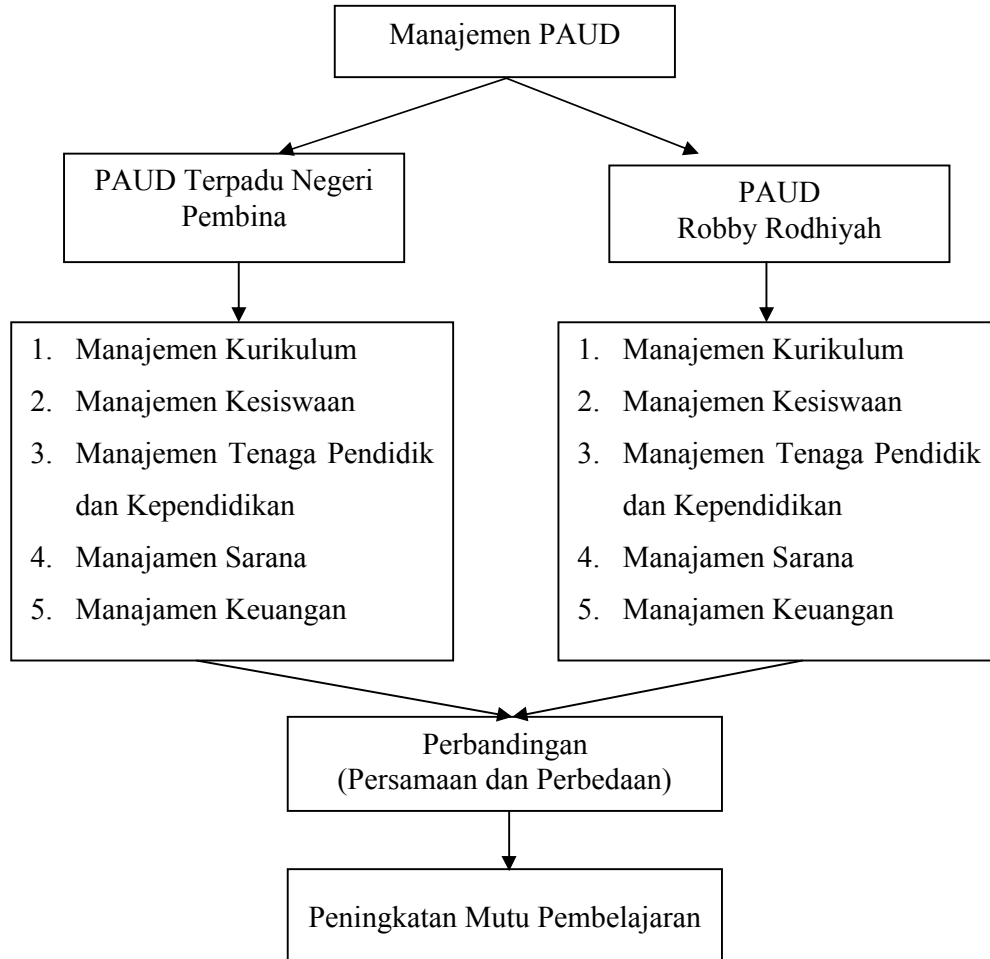 Manajemen PAUD
PAUD Terpadu Negeri
Pembina
PAUD
Robby Rodhiyah
1. Manajemen Kurikulum
2. Manajemen Kesiswaan
3. Manajemen Tenaga Pendidik
dan Kependidikan
4. Manajamen Sarana
5. Manajamen Keuangan
1. Manajemen Kurikulum
2. Manajemen Kesiswaan
3. Manajemen Tenaga Pendidik
dan Kependidikan
4. Manajamen Sarana
5. Manajamen Keuangan
Perbandingan
(Persamaan dan Perbedaan)
Peningkatan Mutu Pembelajaran